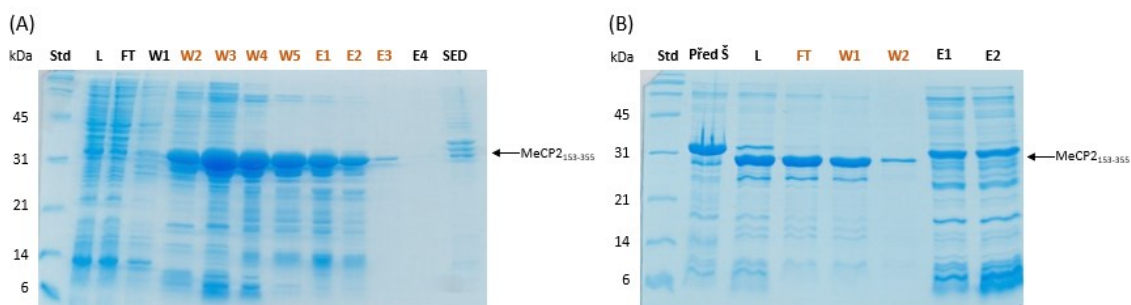 (A)
kDa Std L FT W1 W2 W3 W4 W5 E1 E2 E3 E4 SED
45
31
21
14
6
MeCP2153-355
(B)
kDa Std Před Š L FT W1 W2 E1 E2
45
31
21
14
6
MeCP2153-355